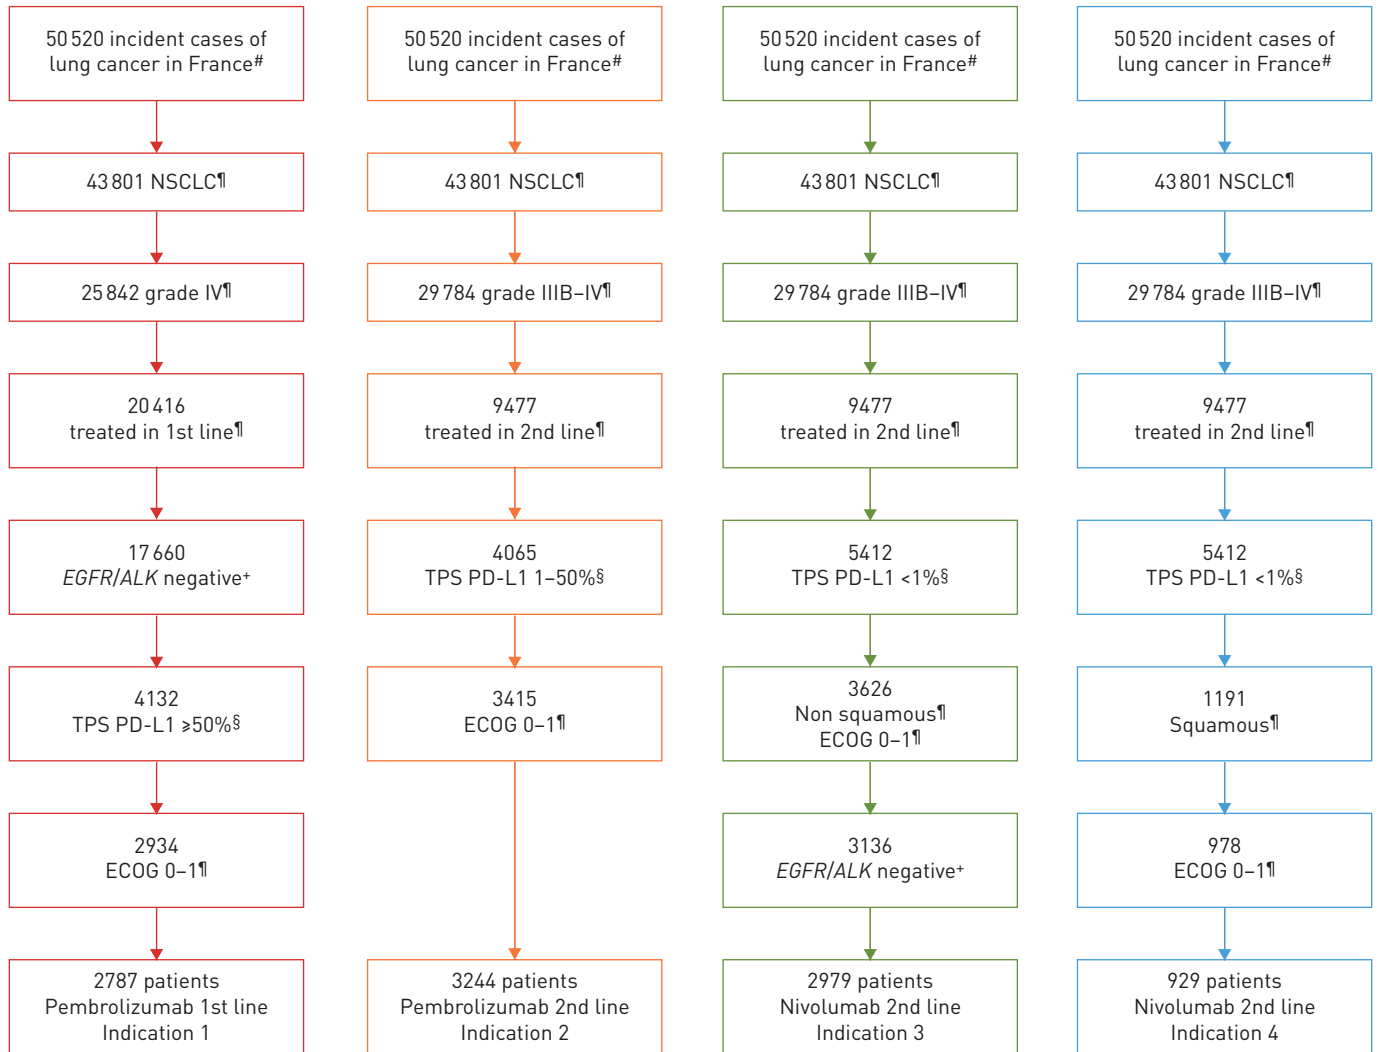 50 520 incident cases of
lung cancer in France#
43 801 NSCLC¶
25 842 grade IV¶
20 416
treated in 1st line¶
17 660
EGFR/ALK negative+
4132
TPS PD-L1 ≥50%§
2934
ECOG 0–1¶
2787 patients
Pembrolizumab 1st line
Indication 1
50 520 incident cases of
lung cancer in France#
43 801 NSCLC¶
29 784 grade IIIB–IV¶
9477
treated in 2nd line¶
4065
TPS PD-L1 1–50%§
3415
ECOG 0–1¶
3244 patients
Pembrolizumab 2nd line
Indication 2
50 520 incident cases of
lung cancer in France#
43 801 NSCLC¶
29 784 grade IIIB–IV¶
9477
treated in 2nd line¶
5412
TPS PD-L1 <1%§
3626
Non squamous¶
ECOG 0–1¶
3136
EGFR/ALK negative+
2979 patients
Nivolumab 2nd line
Indication 3
50 520 incident cases of
lung cancer in France#
43 801 NSCLC¶
29 784 grade IIIB–IV¶
9477
treated in 2nd line¶
5412
TPS PD-L1 <1%§
1191
Squamous¶
978
ECOG 0–1¶
929 patients
Nivolumab 2nd line
Indication 4